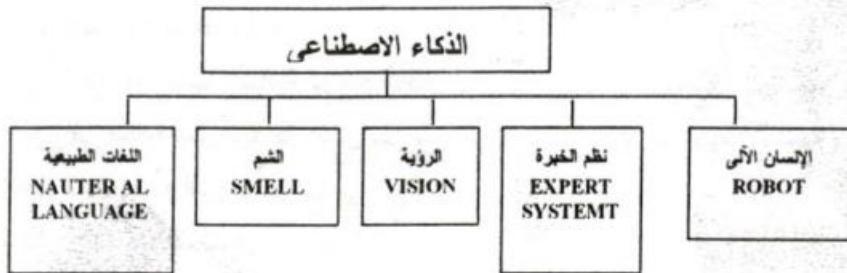 الذكاء الاصطناعى
الإنسان الآلى
ROBOT
نظم الخبرة
EXPERT
SYSTEMT
الرؤية
VISION
الشم
SMELL
اللغات الطبيعية
NAUTER AL
LANGUAGE